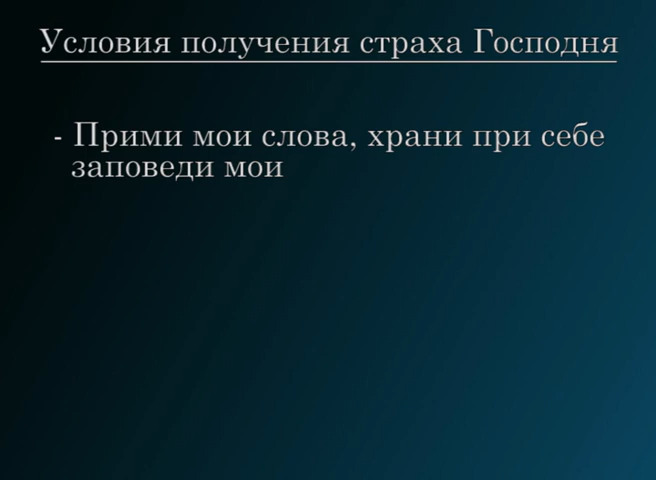 Условия получения страха Господня
- Прими мои слова, храни при себе
заповеди мои